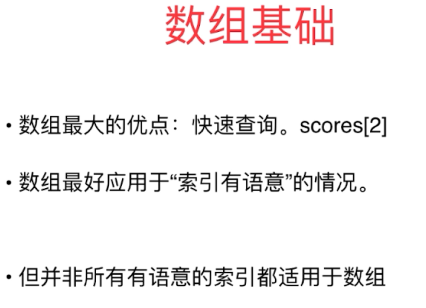 数组基础
• 数组最大的优点：快速查询。scores[2]
• 数组最好应用于“索引有语意”的情况。
• 但并非所有有语意的索引都适用于数组